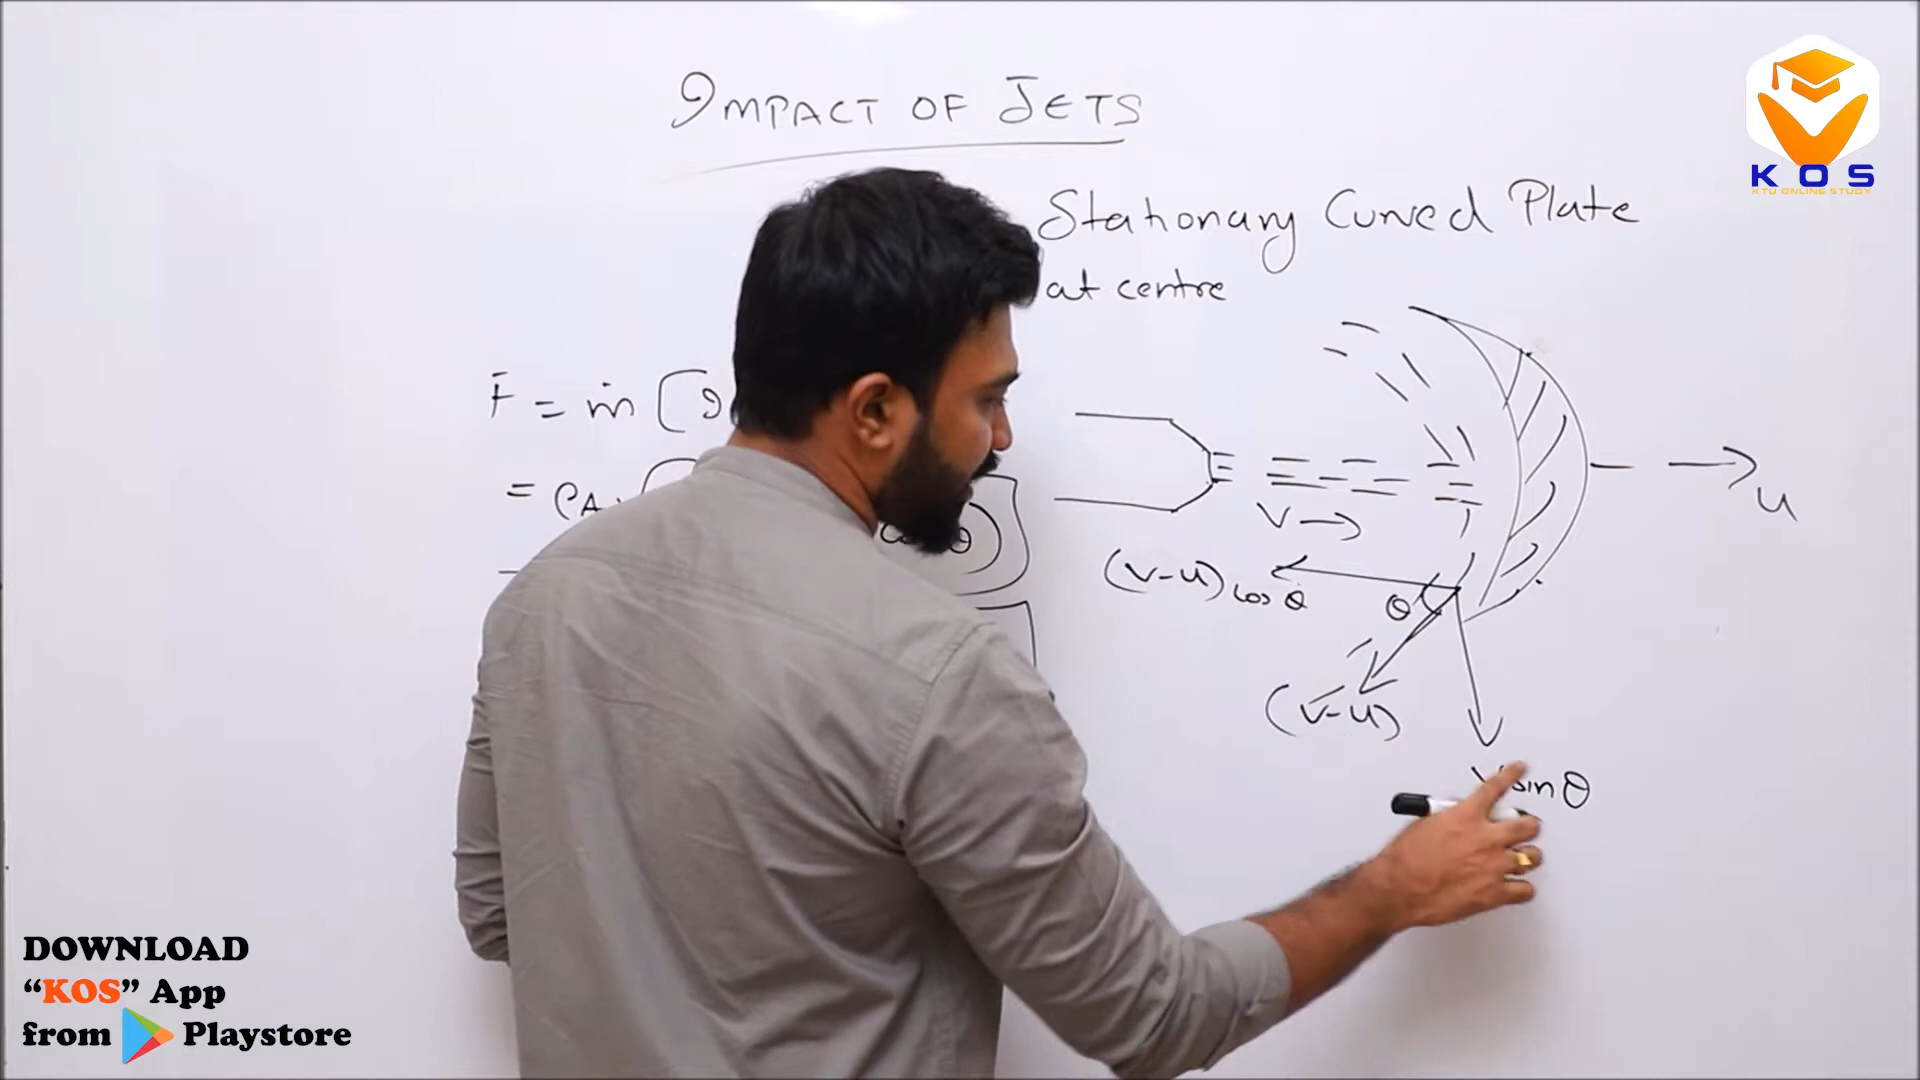 IMPACT OF JETS
Stationary Curved Plate
at centre
F = ṁ
= ρA
θ
V →
u
(V-u) cos θ
θ
(V-u)
V sin θ
K O S
KTU ONLINE STUDY
DOWNLOAD
“KOS” App
from Playstore